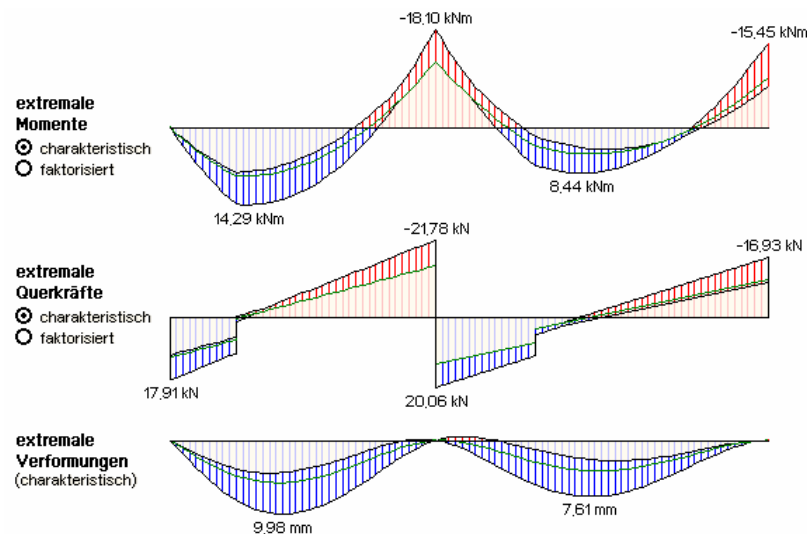 -18,10 kNm
-15,45 kNm
extremale
Momente
charakteristisch
faktorisiert
14,29 kNm
8,44 kNm
-21,78 kN
-16,93 kN
extremale
Querkräfte
charakteristisch
faktorisiert
17,91 kN
20,06 kN
extremale
Verformungen
(charakteristisch)
9,98 mm
7,61 mm